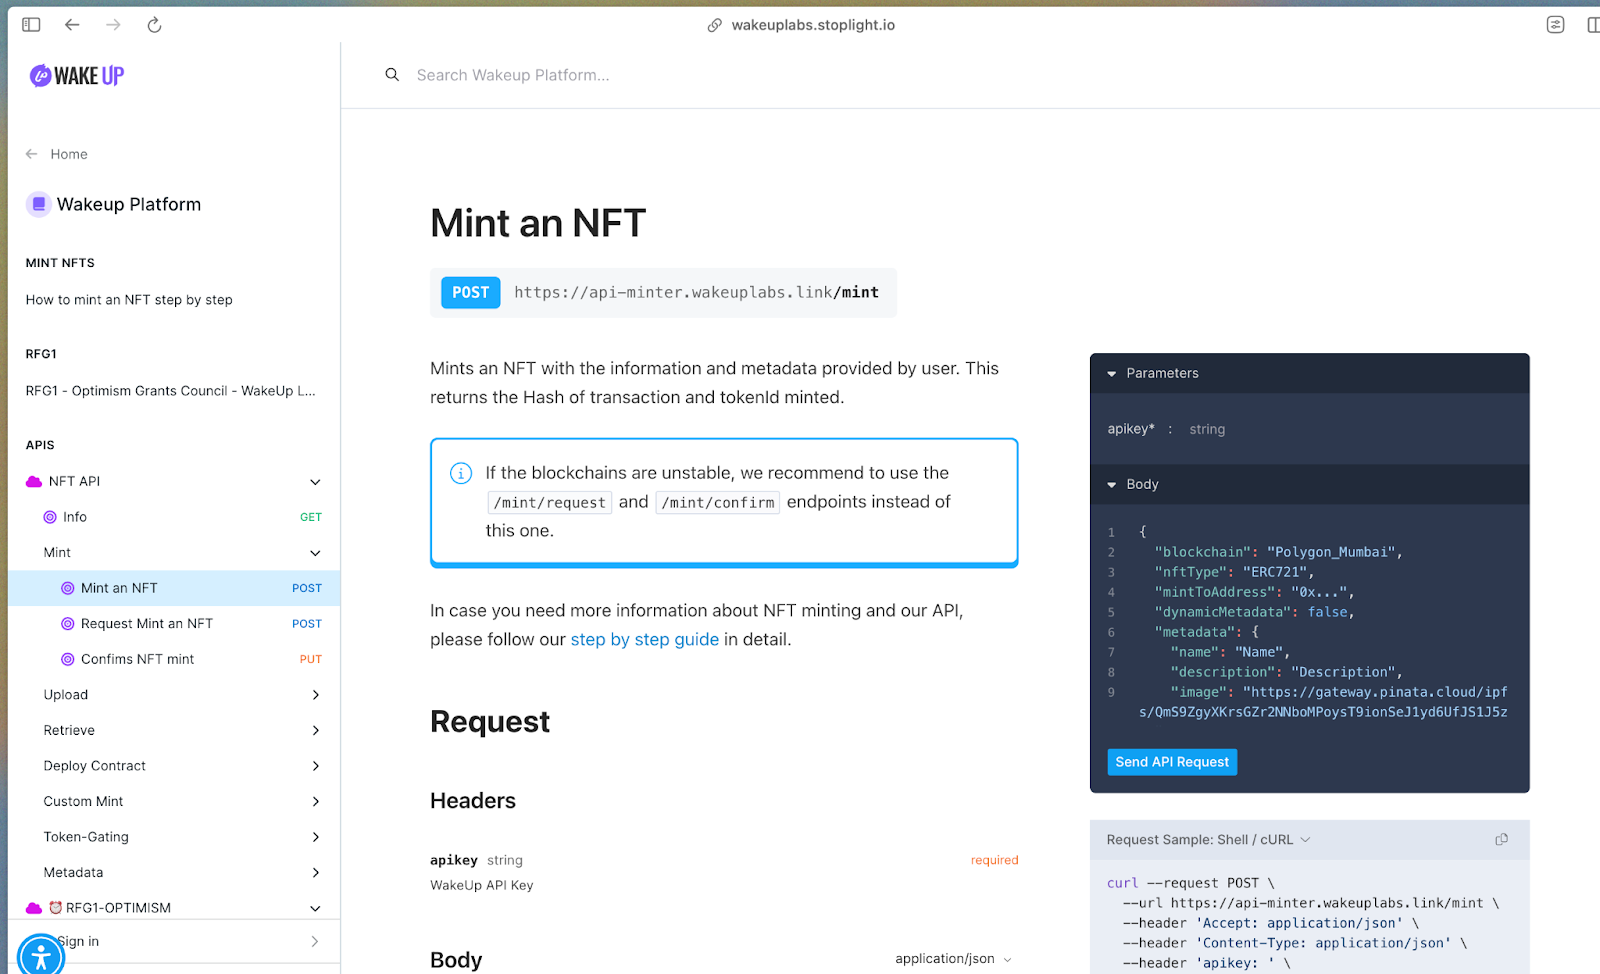 wakeuplabs.stoplight.io
WAKE UP
Search Wakeup Platform...
Home
Wakeup Platform
MINT NFTS
How to mint an NFT step by step
RFG1
RFG1 - Optimism Grants Council - WakeUp L...
APIS
NFT API
Info GET
Mint
Mint an NFT POST
Request Mint an NFT POST
Confims NFT mint PUT
Upload
Retrieve
Deploy Contract
Custom Mint
Token-Gating
Metadata
RFG1-OPTIMISM
Sign in
Mint an NFT
POST https://api-minter.wakeuplabs.link/mint
Mints an NFT with the information and metadata provided by user. This
returns the Hash of transaction and tokenId minted.
If the blockchains are unstable, we recommend to use the
/mint/request and /mint/confirm endpoints instead of
this one.
In case you need more information about NFT minting and our API,
please follow our step by step guide in detail.
Request
Headers
apikey string required
WakeUp API Key
Body application/json
Parameters
apikey* : string
Body
1 {
2 "blockchain": "Polygon_Mumbai",
3 "nftType": "ERC721",
4 "mintToAddress": "0x...",
5 "dynamicMetadata": false,
6 "metadata": {
7 "name": "Name",
8 "description": "Description",
9 "image": "https://gateway.pinata.cloud/ipf
s/QmS9ZgyXKrsGZr2NNboMPoysT9ionSeJ1yd6UfJS1J5z
Send API Request
Request Sample: Shell / cURL
curl --request POST \
--url https://api-minter.wakeuplabs.link/mint \
--header 'Accept: application/json' \
--header 'Content-Type: application/json' \
--header 'apikey: ' \